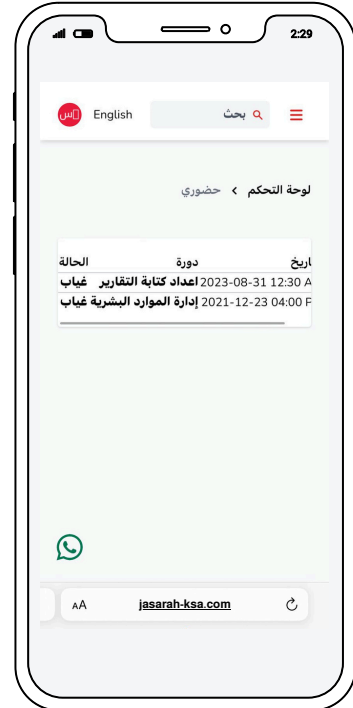 2:29
بحث English س
لوحة التحكم > حضوري
اريخ دورة الحالة
2023-08-31 12:30 A اعداد كتابة التقارير غياب
2021-12-23 04:00 F إدارة الموارد البشرية غياب
AA jasarah-ksa.com